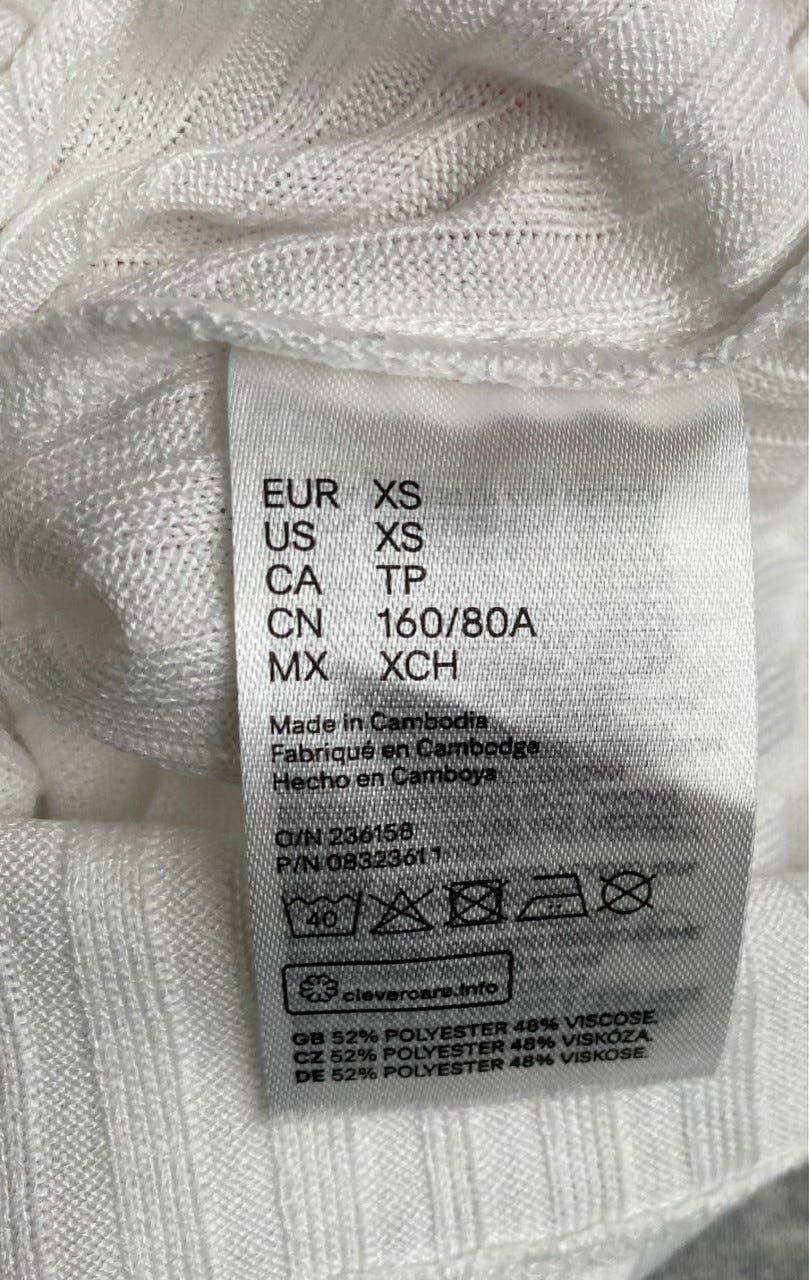 EUR XS
US XS
CA TP
CN 160/80A
MX XCH
Made in Cambodia
Fabriqué en Cambodge
Hecho en Camboya
O/N 236158
P/N 08323611
40
clevercare.info
GB 52% POLYESTER 48% VISCOSE.
CZ 52% POLYESTER 48% VISKÓZA.
DE 52% POLYESTER 48% VISKOSE.